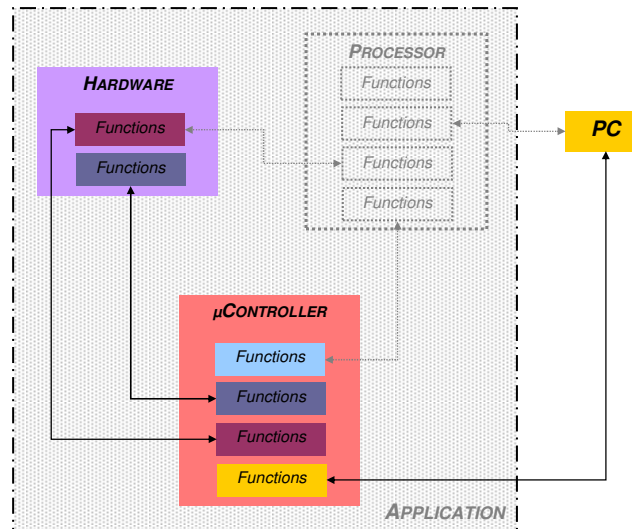 PROCESSOR
Functions
Functions
Functions
Functions
HARDWARE
Functions
Functions
PC
µCONTROLLER
Functions
Functions
Functions
Functions
APPLICATION